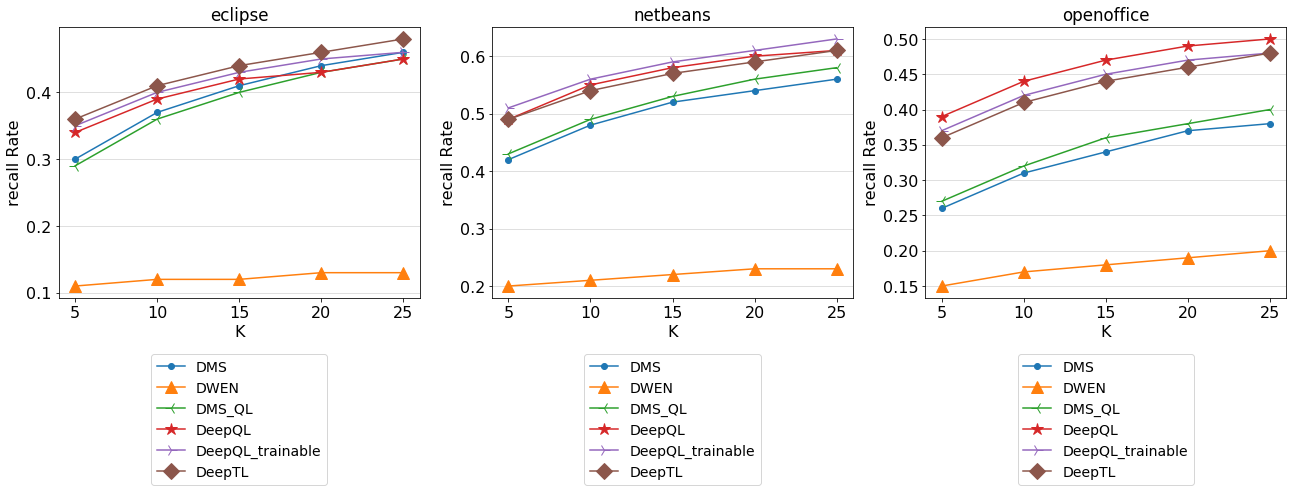 eclipse
recall Rate
0.4
0.3
0.2
0.1
5 10 15 20 25
K
DMS
DWEN
DMS_QL
DeepQL
DeepQL_trainable
DeepTL
netbeans
recall Rate
0.6
0.5
0.4
0.3
0.2
5 10 15 20 25
K
DMS
DWEN
DMS_QL
DeepQL
DeepQL_trainable
DeepTL
openoffice
recall Rate
0.50
0.45
0.40
0.35
0.30
0.25
0.20
0.15
5 10 15 20 25
K
DMS
DWEN
DMS_QL
DeepQL
DeepQL_trainable
DeepTL